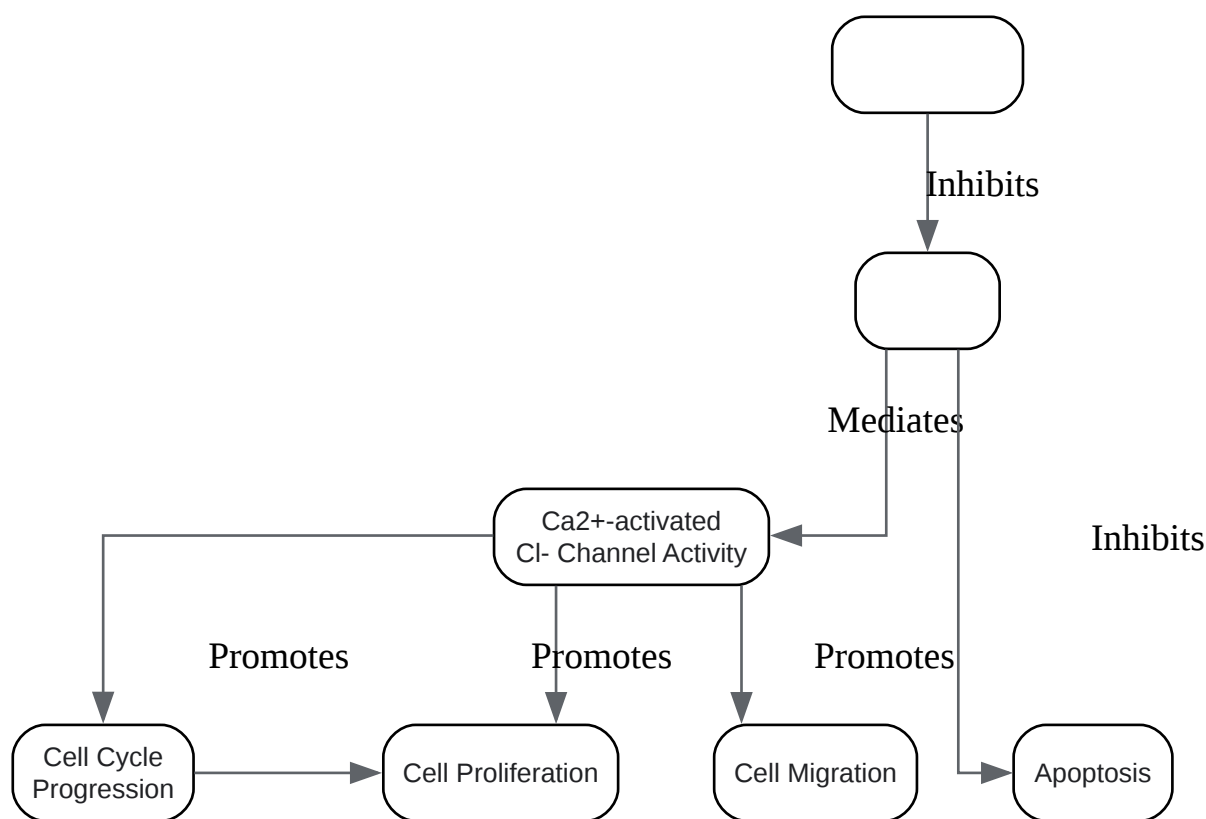 Inhibits
Mediates
Ca2+-activated
Cl- Channel Activity
Inhibits
Promotes
Promotes
Promotes
Cell Cycle
Progression
Cell Proliferation
Cell Migration
Apoptosis